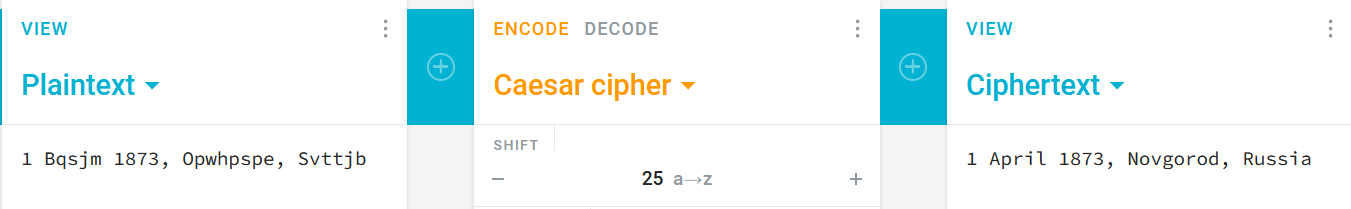 VIEW
Plaintext
1 Bqsjm 1873, Opwhpspe, Svttjb
ENCODE DECODE
Caesar cipher
SHIFT
− 25 a→z +
VIEW
Ciphertext
1 April 1873, Novgorod, Russia